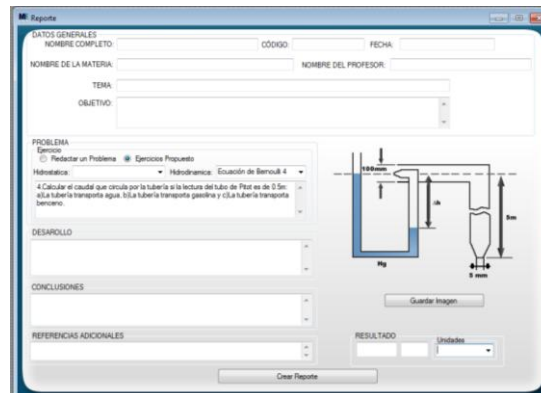 Reporte
DATOS GENERALES
NOMBRE COMPLETO:
CÓDIGO:
FECHA:
NOMBRE DE LA MATERIA:
NOMBRE DEL PROFESOR:
TEMA:
OBJETIVO:
PROBLEMA
Ejercicio
Redactar un Problema
Ejercicios Propuesto
Hidrostatica:
Hidrodinamica:
Ecuación de Bernoulli 4
4.Calcular el caudal que circula por la tubería si la lectura del tubo de Pitot es de 0.5m:
a)La tubería transporta agua, b)La tubería transporta gasolina y c)La tubería transporta
benceno.
100mm
Δh
5m
Hg
5 mm
DESAROLLO
CONCLUSIONES
Guardar Imagen
REFERENCIAS ADICIONALES
RESULTADO
Unidades
Crear Reporte